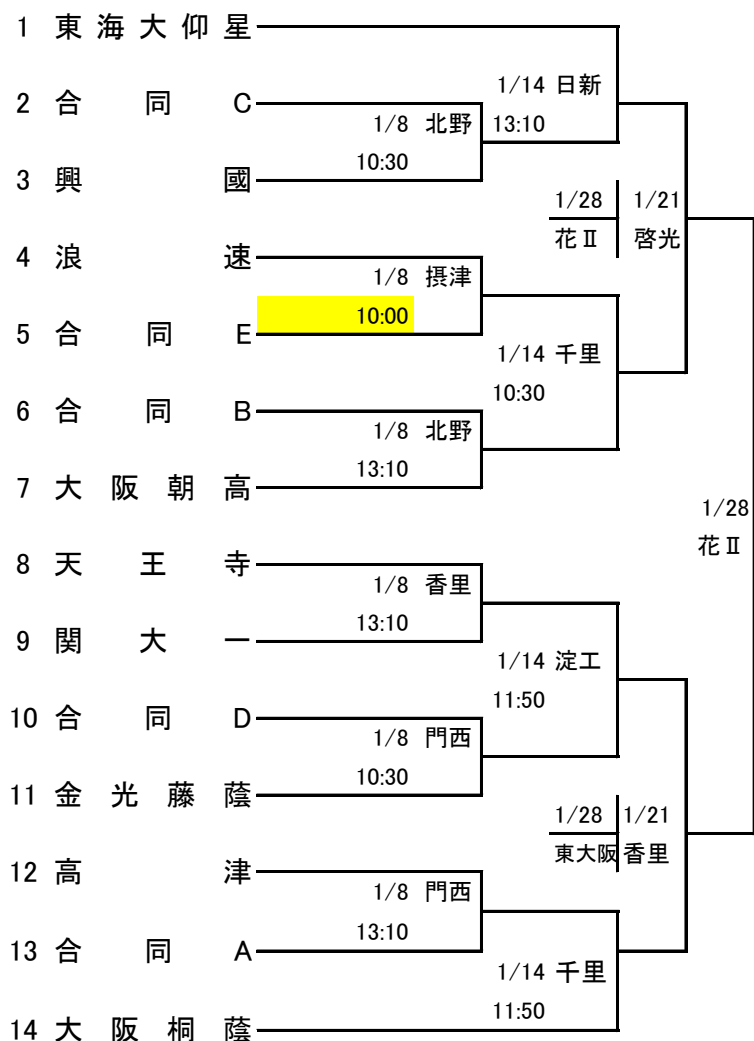 1 東海大仰星
1/14 日新
2 合同C
1/8 北野
13:10
10:30
3 興國
1/28
1/21
花Ⅱ
啓光
4 浪速
1/8 摂津
10:00
5 合同E
1/14 千里
10:30
6 合同B
1/8 北野
13:10
7 大阪朝高
1/28
花Ⅱ
8 天王寺
1/8 香里
13:10
9 関大一
1/14 淀工
11:50
10 合同D
1/8 門西
10:30
11 金光藤蔭
1/28
1/21
東大阪
香里
12 高津
1/8 門西
13:10
13 合同A
1/14 千里
11:50
14 大阪桐蔭